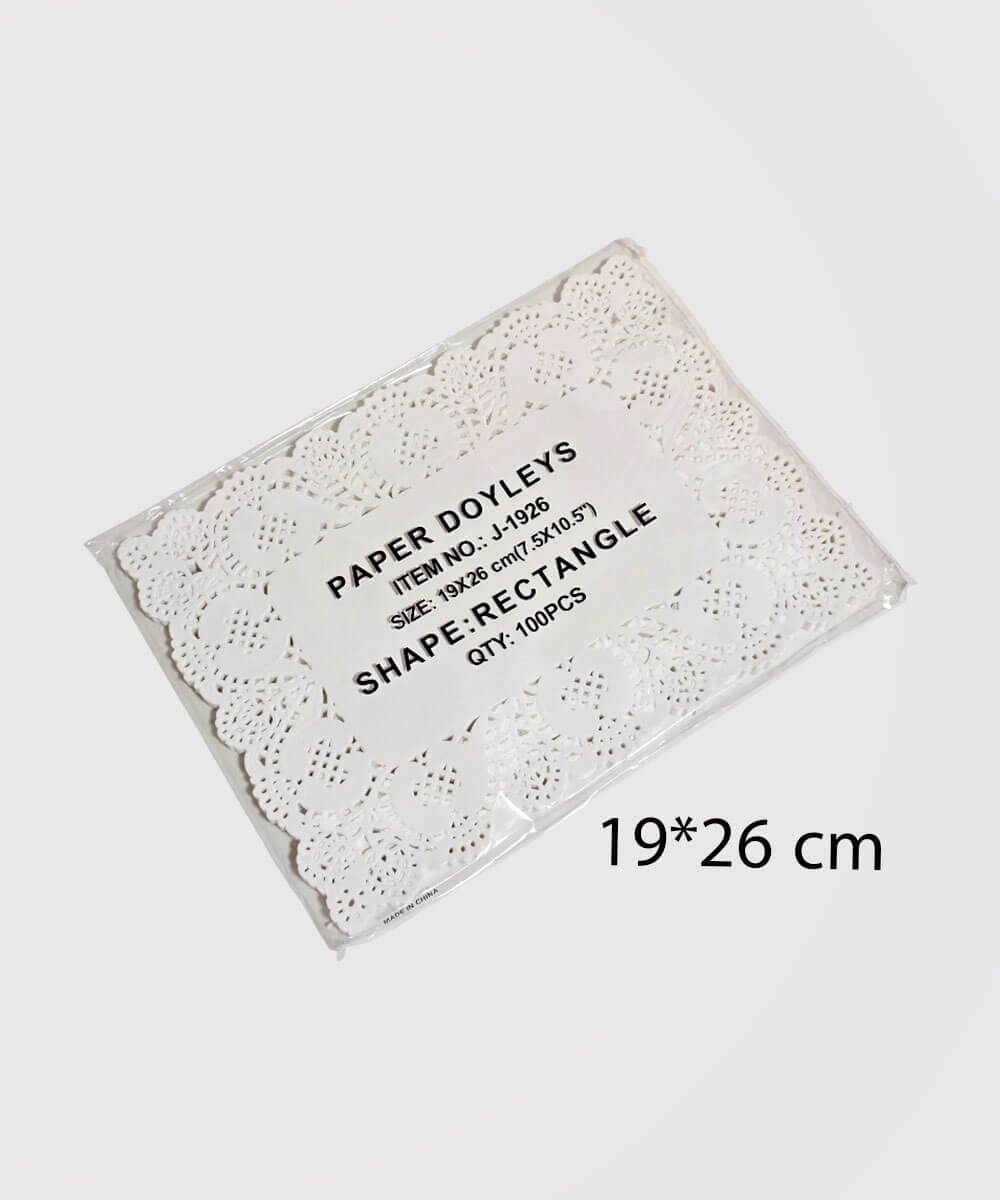 PAPER DOYLEYS
ITEM NO.: J-1926
SIZE: 19X26 cm(7.5X10.5")
SHAPE:RECTANGLE
QTY: 100PCS
MADE IN CHINA
19*26 cm